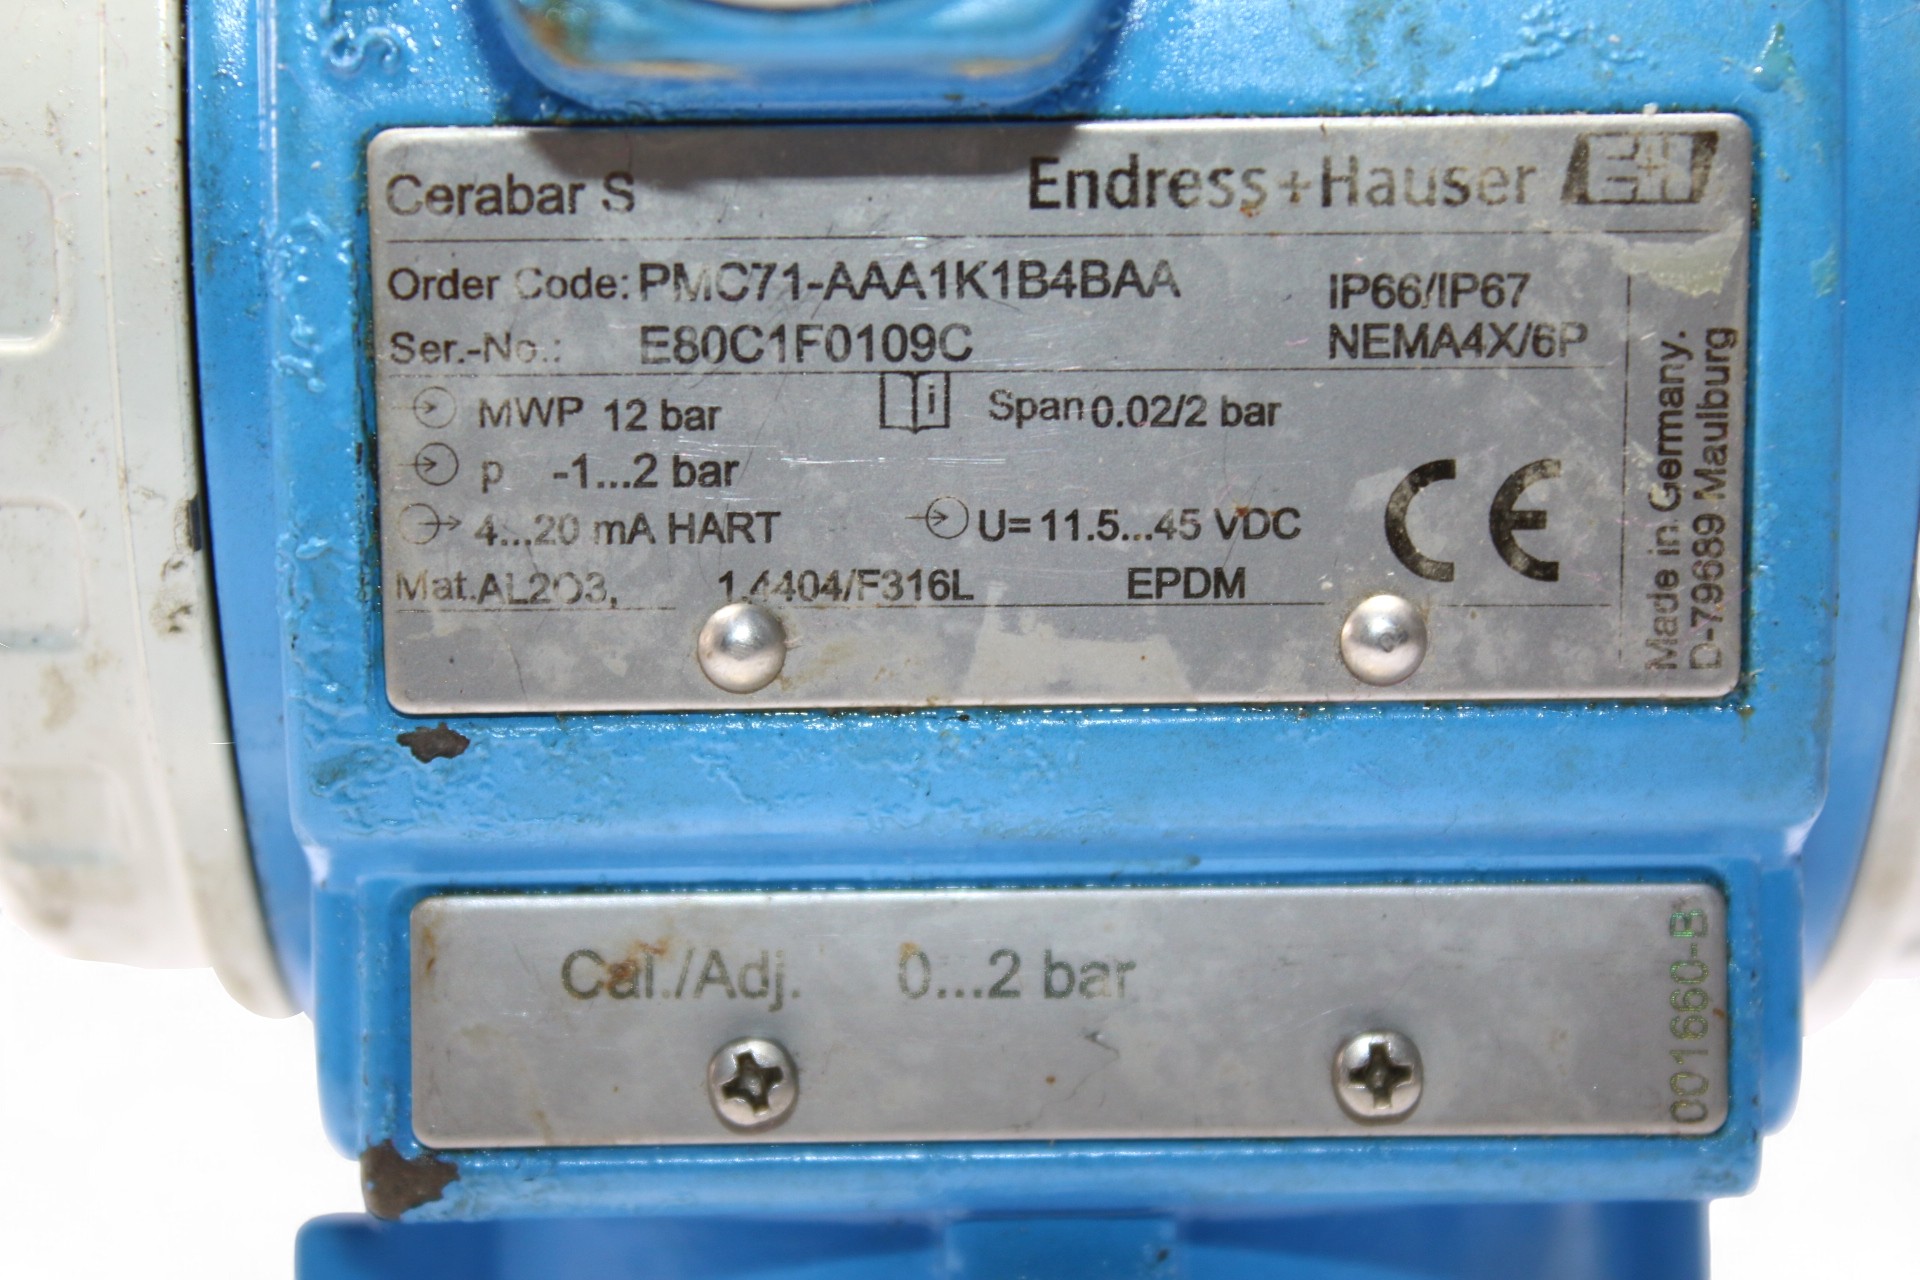 Cerabar S Endress+Hauser E+H
Order Code: PMC71-AAA1K1B4BAA IP66/IP67
Ser.-No.: E80C1F0109C NEMA4X/6P
MWP 12 bar i Span 0.02/2 bar
p -1...2 bar
4...20 mA HART U= 11.5...45 VDC
CE
Mat. AL2O3, 1.4404/F316L EPDM
Made in Germany.
D-79689 Maulburg
Cal./Adj. 0...2 bar
001660-B